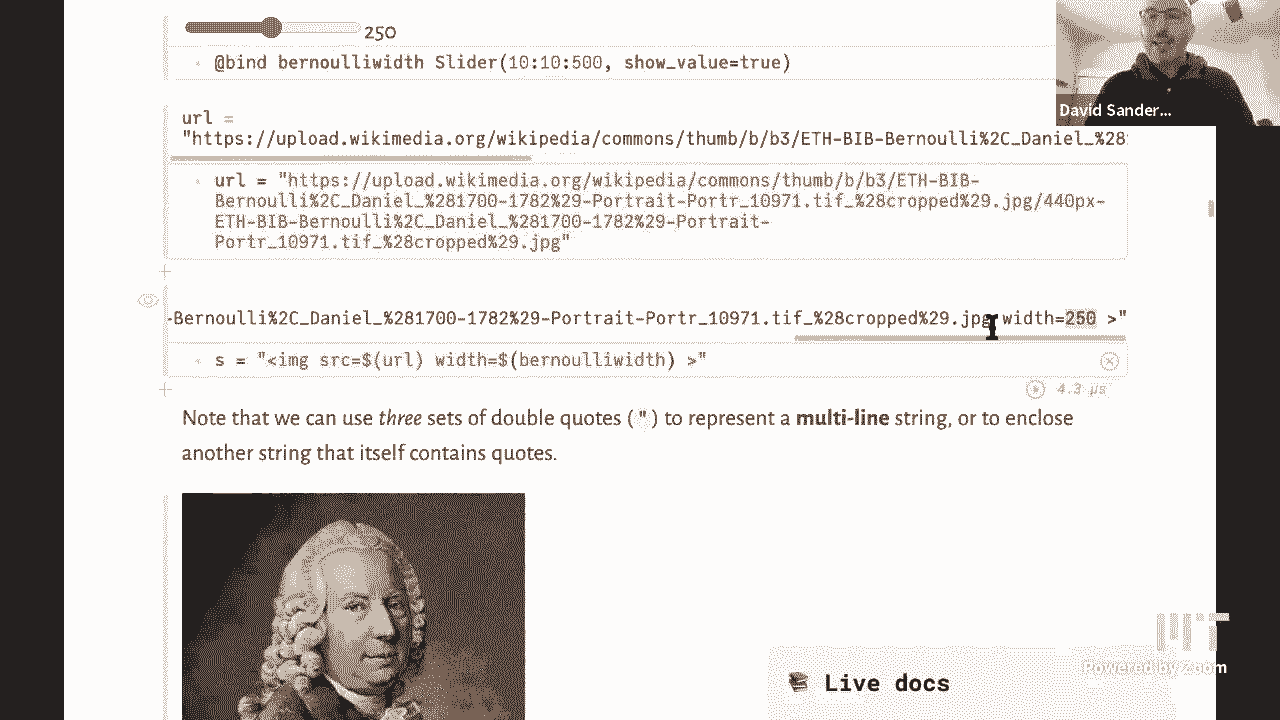 250
@bind bernoulliwidth Slider(10:10:500, show_value=true)
David Sander...
url =
"https://upload.wikimedia.org/wikipedia/commons/thumb/b/b3/ETH-BIB-Bernoulli%2C_Daniel_%28
url = "https://upload.wikimedia.org/wikipedia/commons/thumb/b/b3/ETH-BIB-
Bernoulli%2C_Daniel_%281700-1782%29-Portrait-Portr_10971.tif_%28cropped%29.jpg/440px-
ETH-BIB-Bernoulli%2C_Daniel_%281700-1782%29-Portrait-
Portr_10971.tif_%28cropped%29.jpg"
-Bernoulli%2C_Daniel_%281700-1782%29-Portrait-Portr_10971.tif_%28cropped%29.jpg width=250 >"
s = "<img src=$(url) width=$(bernoulliwidth) >"
4.3 μs
Note that we can use three sets of double quotes (") to represent a multi-line string, or to enclose
another string that itself contains quotes.
MIT
Powered by Zoom
Live docs